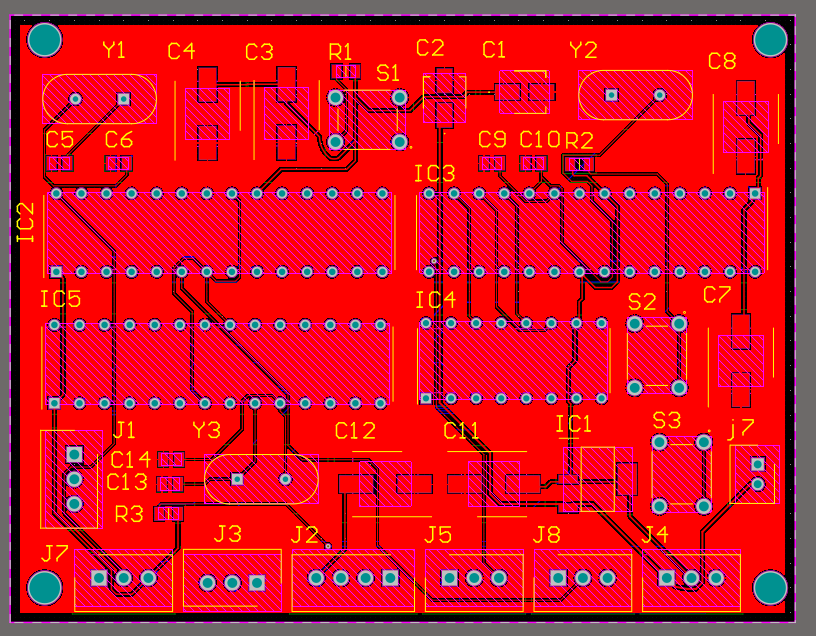 Y1 C4 C3 R1 S1 C2 C1 Y2 C8
C5 C6 C9 C10 R2
IC2 IC3
IC5 IC4 S2 C7
J1 Y3 C12 C11 IC1 S3 j7
C14
C13
R3
J7 J3 J2 J5 J8 J4